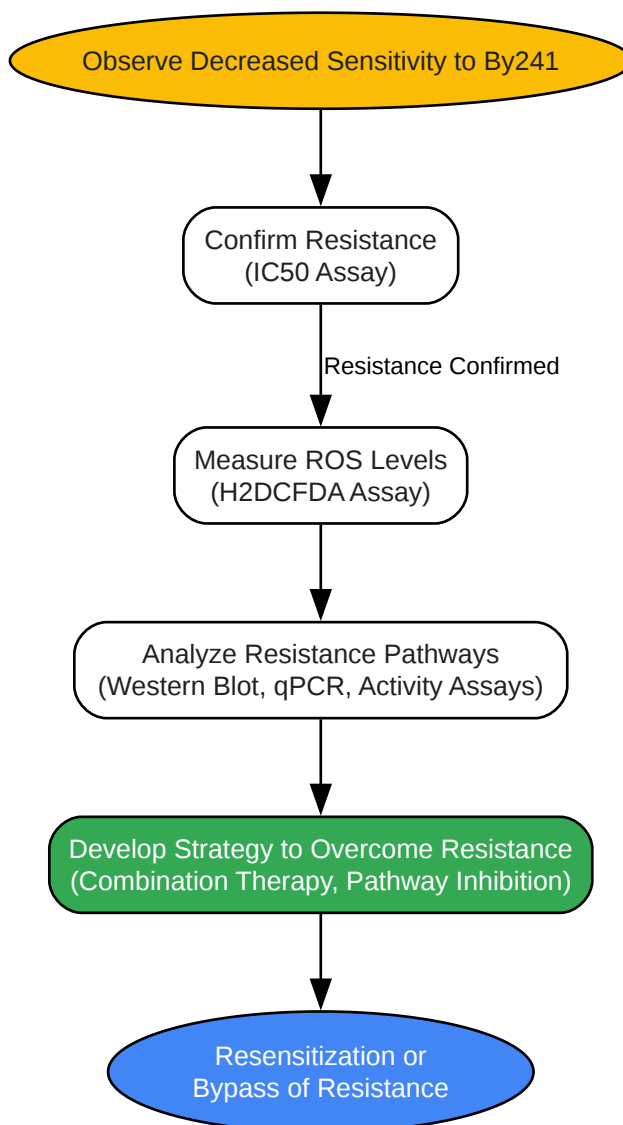 Observe Decreased Sensitivity to By241
Confirm Resistance
(IC50 Assay)
Resistance Confirmed
Measure ROS Levels
(H2DCFDA Assay)
Analyze Resistance Pathways
(Western Blot, qPCR, Activity Assays)
Develop Strategy to Overcome Resistance
(Combination Therapy, Pathway Inhibition)
Resensitization or
Bypass of Resistance